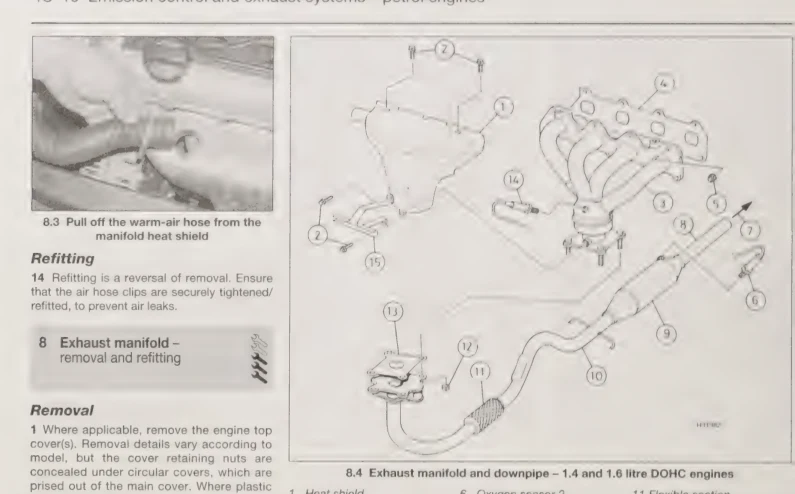 Emission control and exhaust systems – petrol engines
8.3 Pull off the warm-air hose from the
manifold heat shield
Refitting
14 Refitting is a reversal of removal. Ensure
that the air hose clips are securely tightened/
refitted, to prevent air leaks.
8 Exhaust manifold –
removal and refitting
Removal
1 Where applicable, remove the engine top
cover(s). Removal details vary according to
model, but the cover retaining nuts are
concealed under circular covers, which are
prised out of the main cover. Where plastic
2
1
4
14
3
5
2
15
8
7
6
13
12
9
11
10
8.4 Exhaust manifold and downpipe – 1.4 and 1.6 litre DOHC engines
1 Heat shield
6 Oxygen sensor 2
11 Flexible section